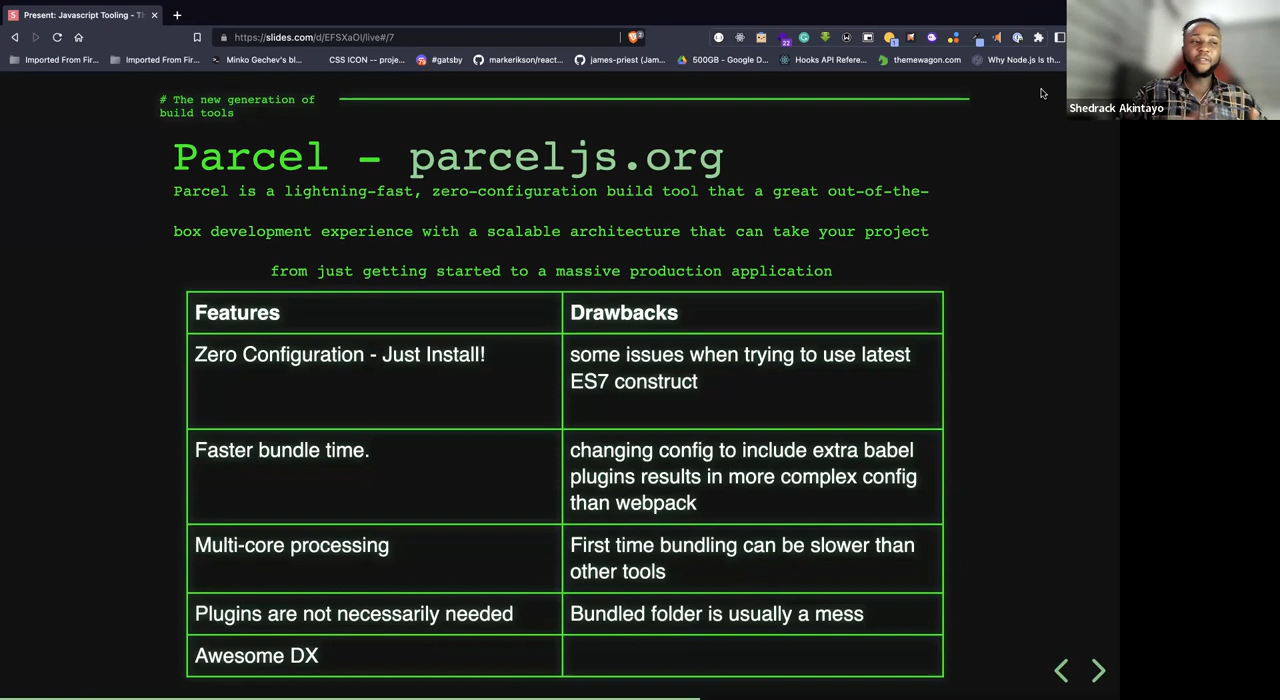 Present: Javascript Tooling - Th
https://slides.com/d/EFSXaOI/live#/7
2
22
1
Imported From Fir...
Imported From Fir...
Minko Gechev's bl...
CSS ICON -- proje...
#gatsby
markerikson/react...
james-priest (Jam...
500GB - Google D...
Hooks API Refere...
themewagon.com
Why Node.js Is th...
Shedrack Akintayo
# The new generation of
build tools
Parcel - parceljs.org
Parcel is a lightning-fast, zero-configuration build tool that a great out-of-the-
box development experience with a scalable architecture that can take your project
from just getting started to a massive production application
Features
Drawbacks
Zero Configuration - Just Install!
some issues when trying to use latest
ES7 construct
Faster bundle time.
changing config to include extra babel
plugins results in more complex config
than webpack
Multi-core processing
First time bundling can be slower than
other tools
Plugins are not necessarily needed
Bundled folder is usually a mess
Awesome DX